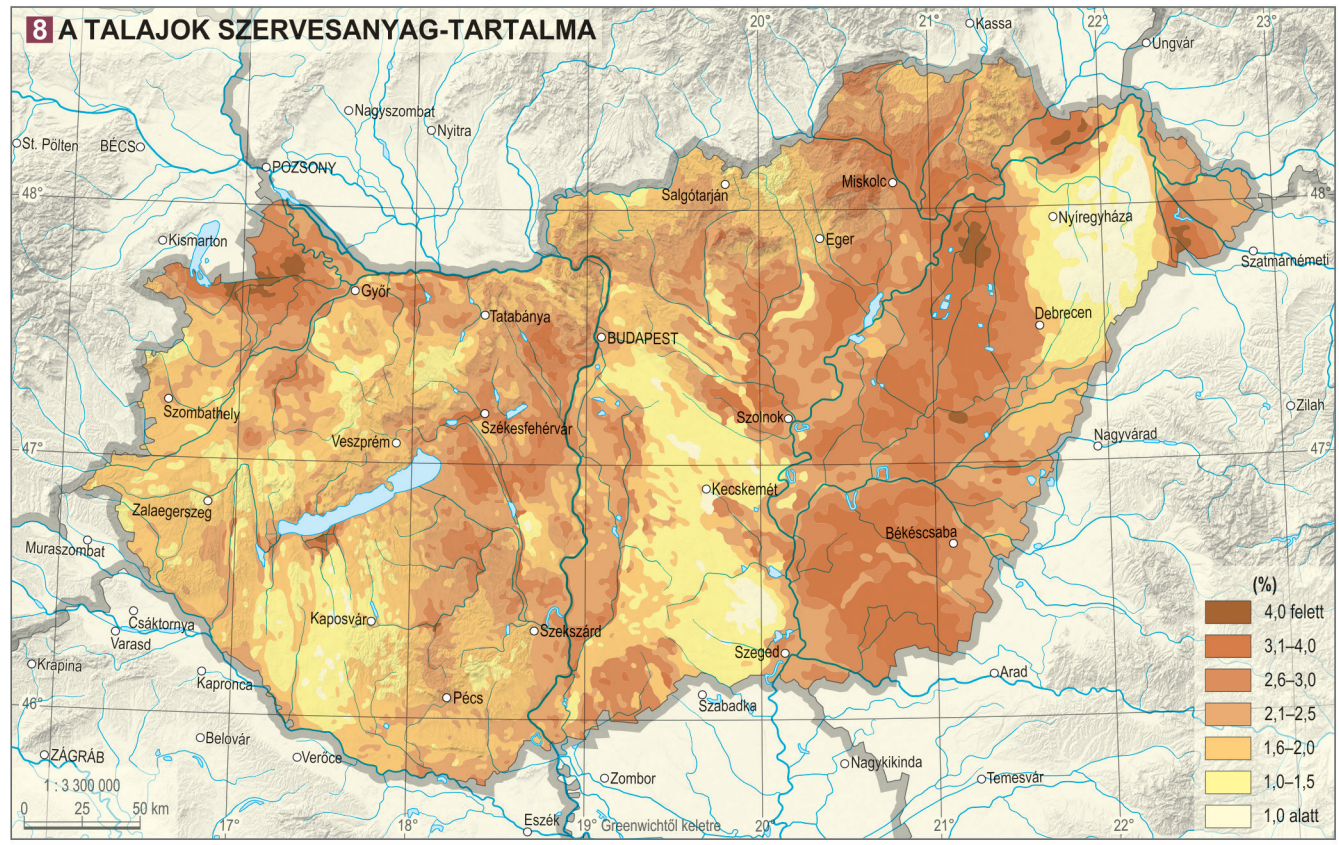 8 A TALAJOK SZERVESANYAG-TARTALMA
20°
21°
22°
23°
Kassa
Ungvár
Nagyszombat
Nyitra
St. Pölten
BÉCS
POZSONY
48°
48°
Salgótarján
Miskolc
Nyíregyháza
Kismarton
Eger
Szatmárnémeti
Győr
Tatabánya
BUDAPEST
Debrecen
Szombathely
Székesfehérvár
Szolnok
Zilah
Veszprém
Nagyvárad
47°
47°
Kecskemét
Zalaegerszeg
Békéscsaba
Muraszombat
Kaposvár
Csáktornya
Varasd
Szekszárd
Szeged
Krapina
Kapronca
Pécs
Szabadka
Arad
46°
Belovár
ZÁGRÁB
Verőce
Zombor
Nagykikinda
Temesvár
Eszék
(%)
4,0 felett
3,1–4,0
2,6–3,0
2,1–2,5
1,6–2,0
1,0–1,5
1,0 alatt
1 : 3 300 000
0 25 50 km
17°
18°
19° Greenwichtől keletre
20°
21°
22°